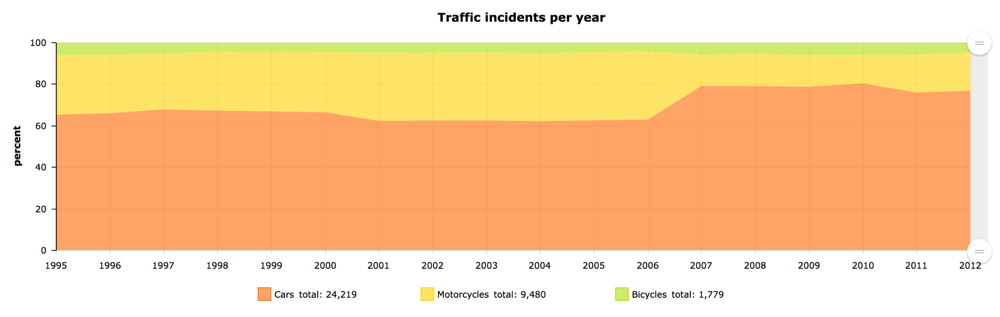 Traffic incidents per year
percent
100
80
60
40
20
0
1995 1996 1997 1998 1999 2000 2001 2002 2003 2004 2005 2006 2007 2008 2009 2010 2011 2012
Cars total: 24,219 Motorcycles total: 9,480 Bicycles total: 1,779